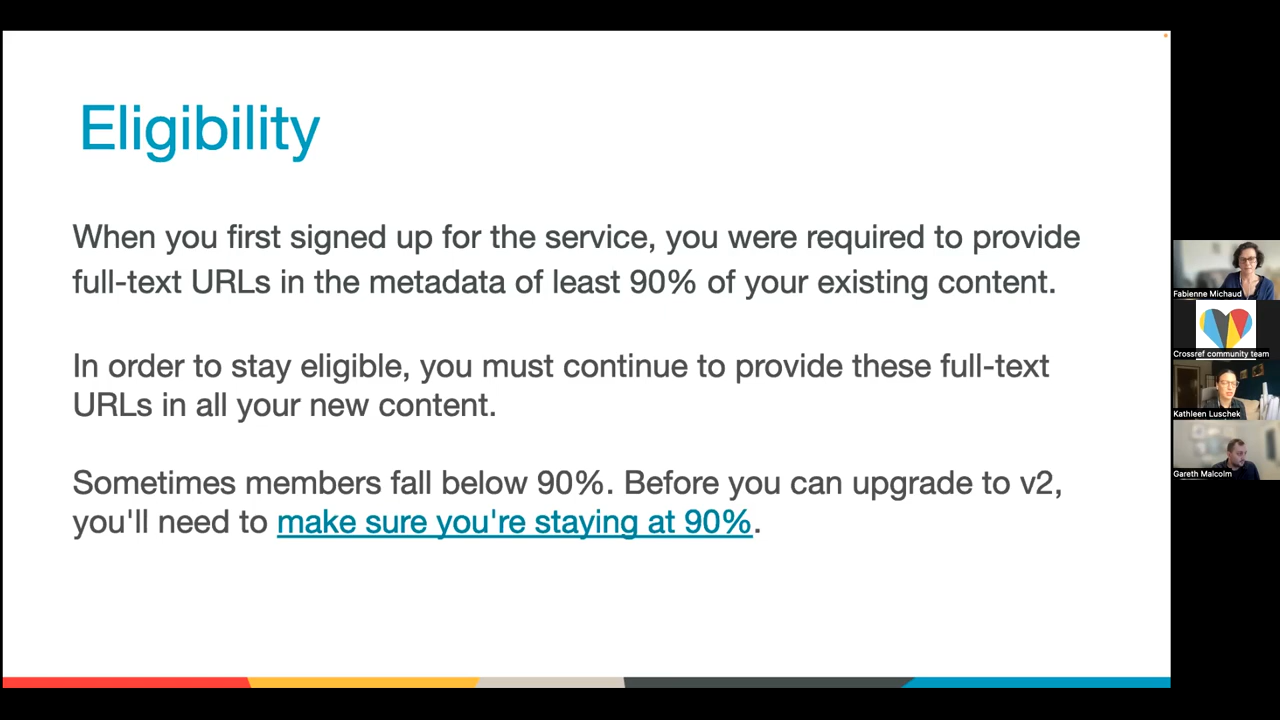 Eligibility
When you first signed up for the service, you were required to provide
full-text URLs in the metadata of least 90% of your existing content.
In order to stay eligible, you must continue to provide these full-text
URLs in all your new content.
Sometimes members fall below 90%. Before you can upgrade to v2,
you'll need to make sure you're staying at 90%.
Fabienne Michaud
Crossref community team
Kathleen Luschek
Gareth Malcolm